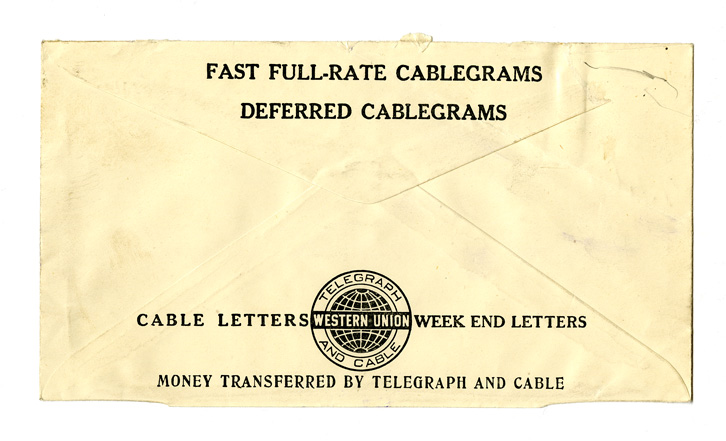 FAST FULL-RATE CABLEGRAMS
DEFERRED CABLEGRAMS
TELEGRAPH
CABLE LETTERS WESTERN UNION WEEK END LETTERS
AND CABLE
MONEY TRANSFERRED BY TELEGRAPH AND CABLE